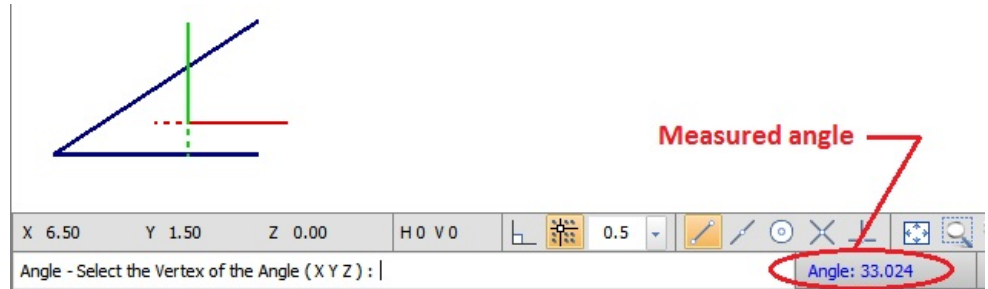 Measured angle
X 6.50 Y 1.50 Z 0.00 H 0 V 0 0.5
Angle - Select the Vertex of the Angle ( X Y Z ) : Angle: 33.024